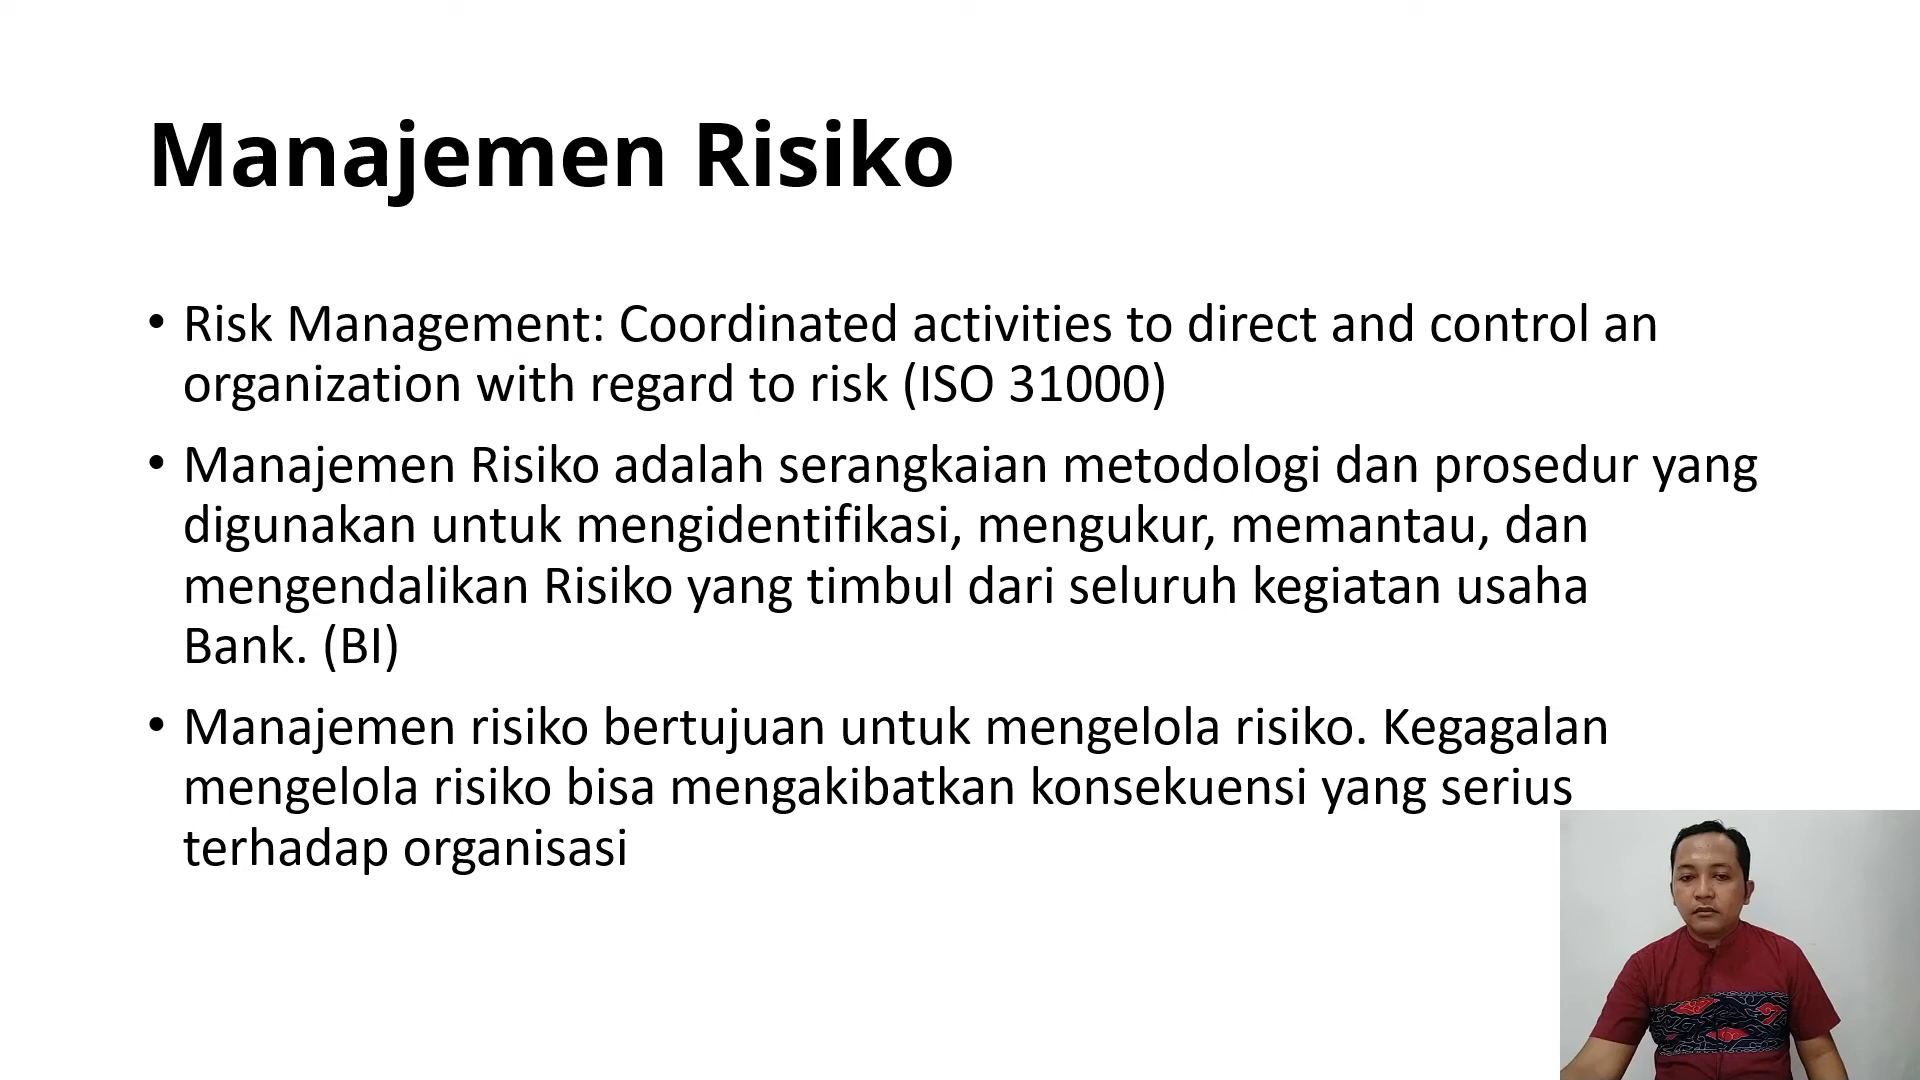 Manajemen Risiko
• Risk Management: Coordinated activities to direct and control an
organization with regard to risk (ISO 31000)
• Manajemen Risiko adalah serangkaian metodologi dan prosedur yang
digunakan untuk mengidentifikasi, mengukur, memantau, dan
mengendalikan Risiko yang timbul dari seluruh kegiatan usaha
Bank. (BI)
• Manajemen risiko bertujuan untuk mengelola risiko. Kegagalan
mengelola risiko bisa mengakibatkan konsekuensi yang serius
terhadap organisasi